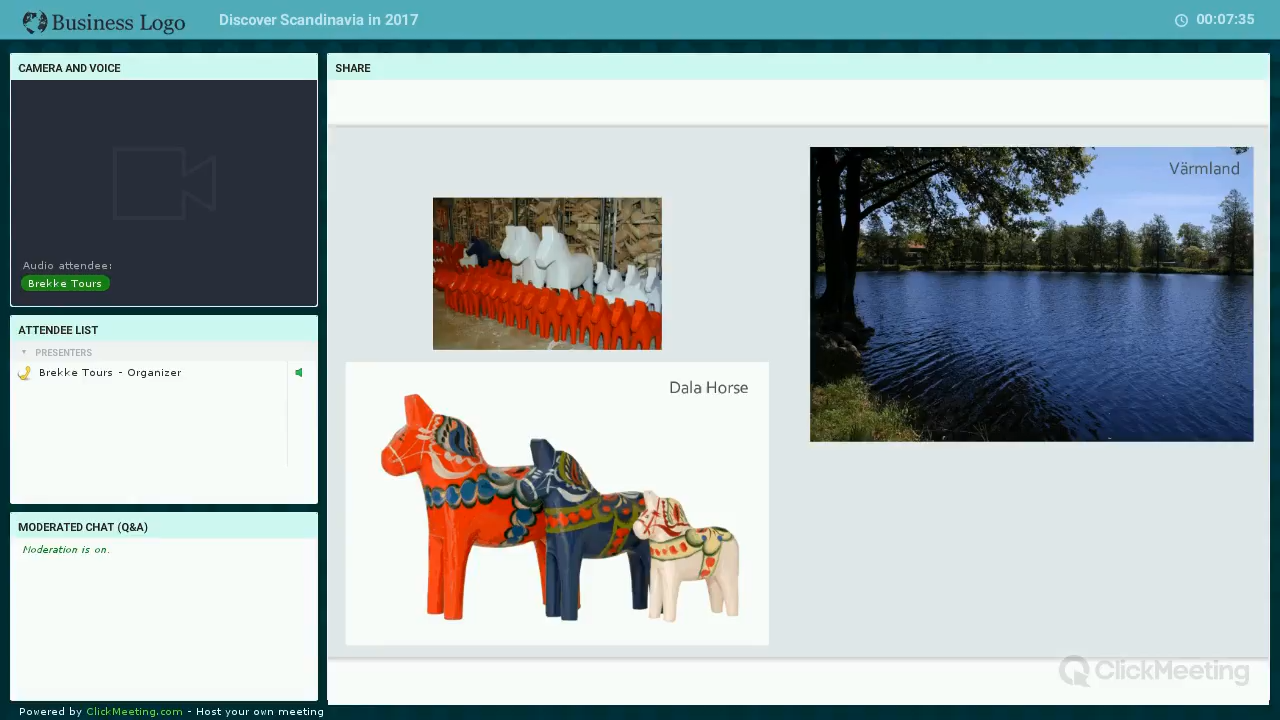 Business Logo
Discover Scandinavia in 2017
00:07:35
CAMERA AND VOICE
Audio attendee:
Brekke Tours
ATTENDEE LIST
PRESENTERS
Brekke Tours - Organizer
MODERATED CHAT (Q&A)
Moderation is on.
SHARE
Värmland
Dala Horse
ClickMeeting
Powered by ClickMeeting.com - Host your own meeting